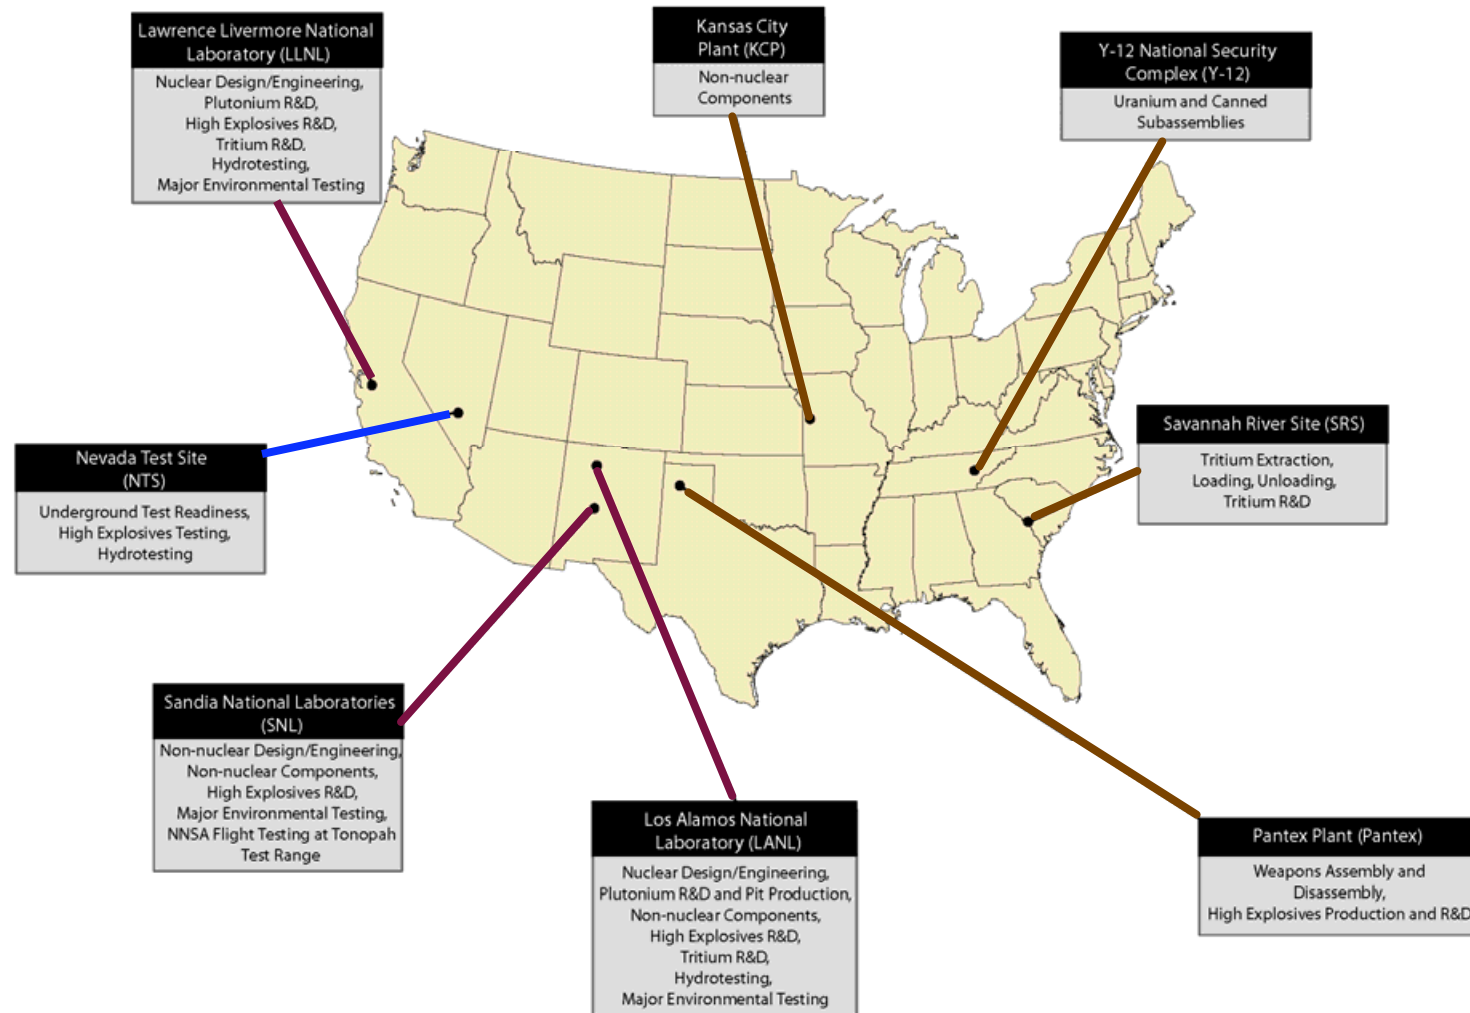 Lawrence Livermore National
Laboratory (LLNL)
Nuclear Design/Engineering,
Plutonium R&D,
High Explosives R&D,
Tritium R&D,
Hydrotesting,
Major Environmental Testing
Kansas City
Plant (KCP)
Non-nuclear
Components
Y-12 National Security
Complex (Y-12)
Uranium and Canned
Subassemblies
Nevada Test Site
(NTS)
Underground Test Readiness,
High Explosives Testing,
Hydrotesting
Savannah River Site (SRS)
Tritium Extraction,
Loading, Unloading,
Tritium R&D
Sandia National Laboratories
(SNL)
Non-nuclear Design/Engineering,
Non-nuclear Components,
High Explosives R&D,
Major Environmental Testing,
NNSA Flight Testing at Tonopah
Test Range
Los Alamos National
Laboratory (LANL)
Nuclear Design/Engineering,
Plutonium R&D and Pit Production,
Non-nuclear Components,
High Explosives R&D,
Tritium R&D,
Hydrotesting,
Major Environmental Testing
Pantex Plant (Pantex)
Weapons Assembly and
Disassembly,
High Explosives Production and R&D